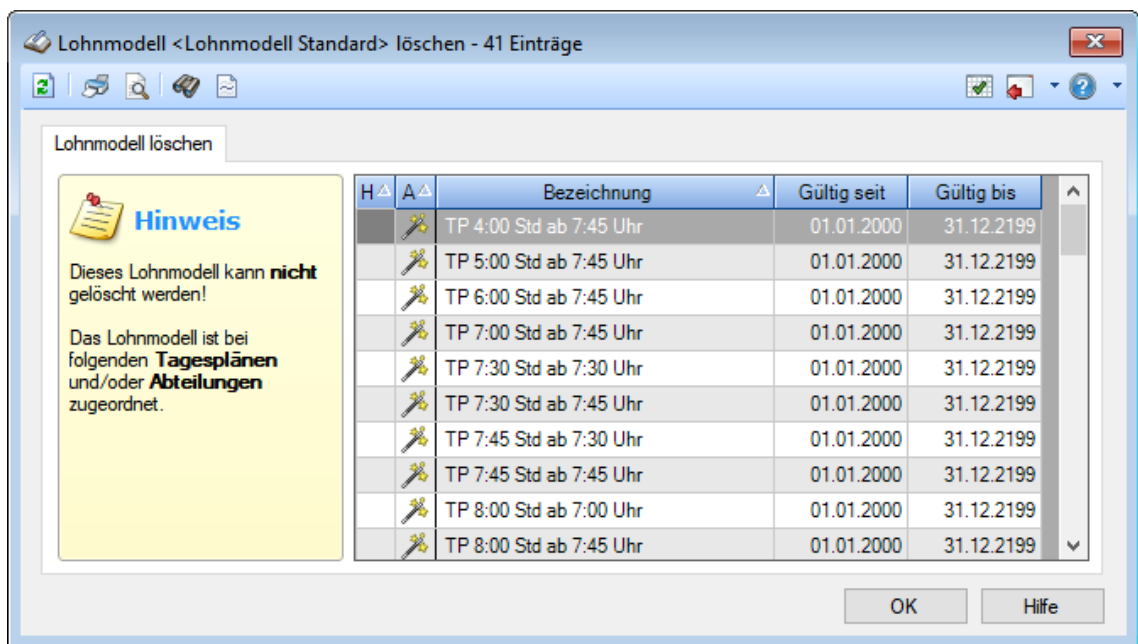 Lohnmodell <Lohnmodell Standard> löschen - 41 Einträge
Lohnmodell löschen
Hinweis
Dieses Lohnmodell kann nicht
gelöscht werden!
Das Lohnmodell ist bei
folgenden Tagesplänen
und/oder Abteilungen
zugeordnet.
H A Bezeichnung Gültig seit Gültig bis
TP 4:00 Std ab 7:45 Uhr 01.01.2000 31.12.2199
TP 5:00 Std ab 7:45 Uhr 01.01.2000 31.12.2199
TP 6:00 Std ab 7:45 Uhr 01.01.2000 31.12.2199
TP 7:00 Std ab 7:45 Uhr 01.01.2000 31.12.2199
TP 7:30 Std ab 7:30 Uhr 01.01.2000 31.12.2199
TP 7:30 Std ab 7:45 Uhr 01.01.2000 31.12.2199
TP 7:45 Std ab 7:30 Uhr 01.01.2000 31.12.2199
TP 7:45 Std ab 7:45 Uhr 01.01.2000 31.12.2199
TP 8:00 Std ab 7:00 Uhr 01.01.2000 31.12.2199
TP 8:00 Std ab 7:45 Uhr 01.01.2000 31.12.2199
OK Hilfe